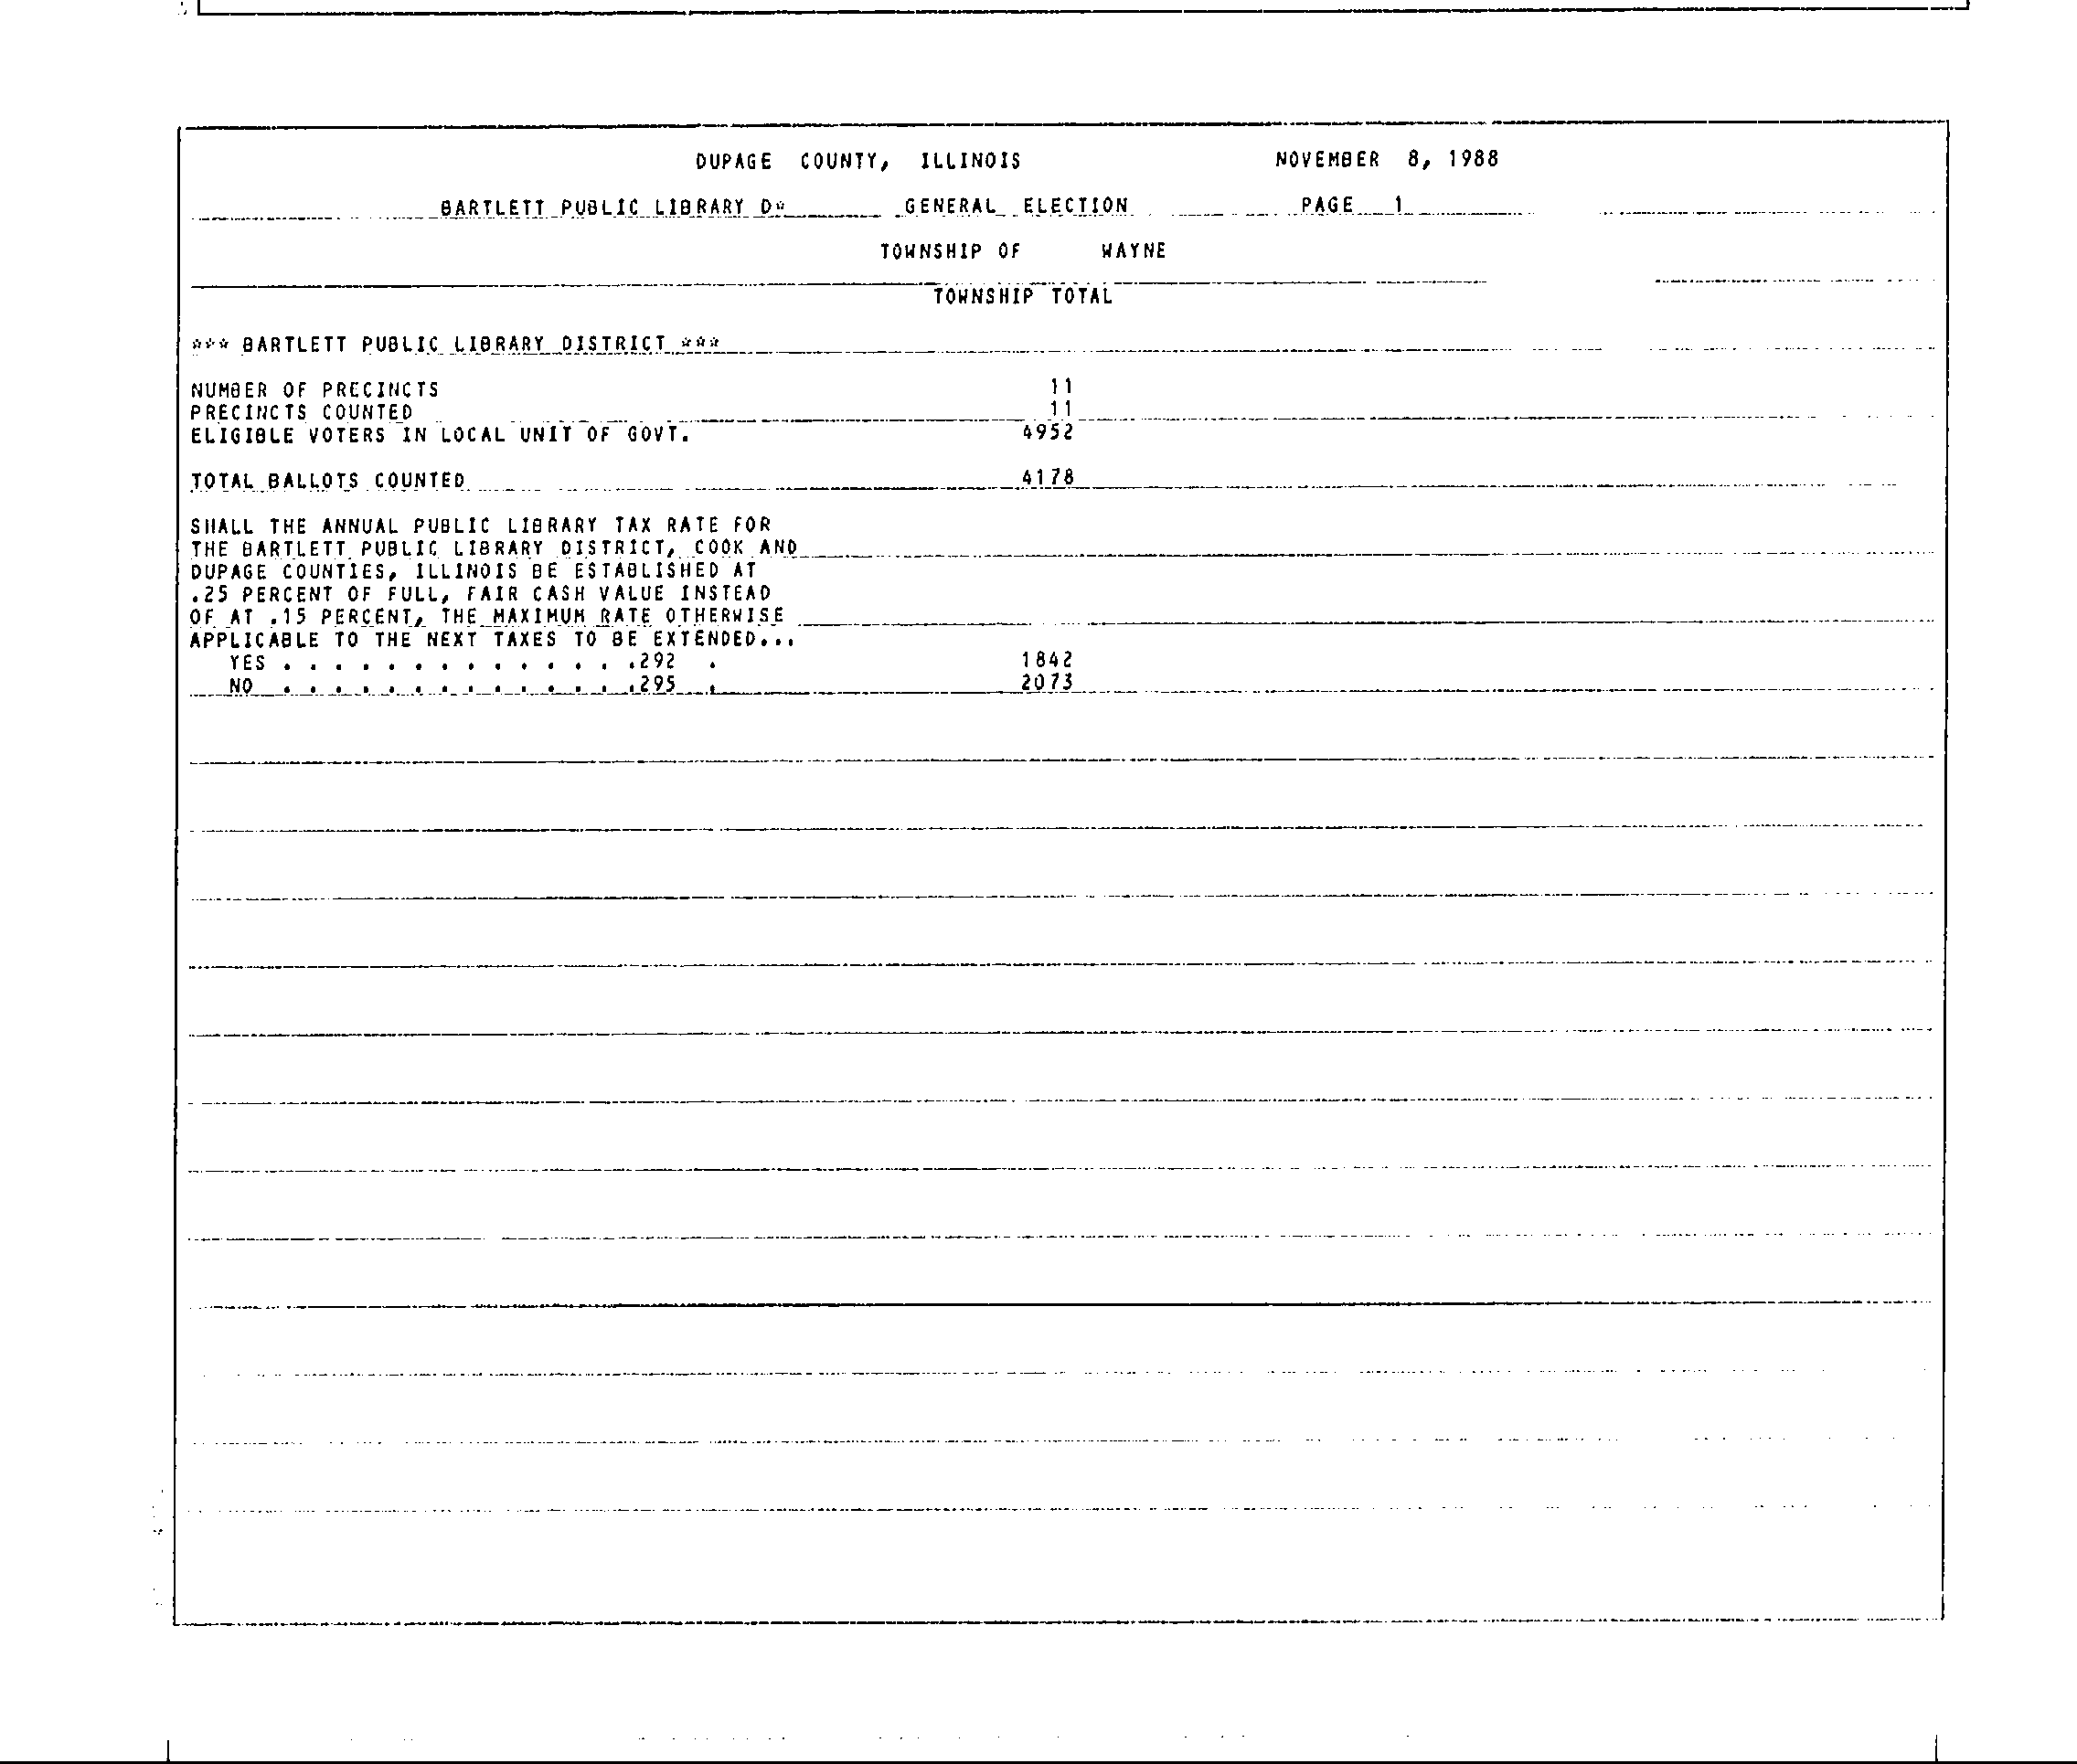 DUPAGE COUNTY, ILLINOIS NOVEMBER 8, 1988
BARTLETT PUBLIC LIBRARY D* GENERAL ELECTION PAGE 1
TOWNSHIP OF WAYNE
TOWNSHIP TOTAL
*** BARTLETT PUBLIC LIBRARY DISTRICT ***
NUMBER OF PRECINCTS 11
PRECINCTS COUNTED 11
ELIGIBLE VOTERS IN LOCAL UNIT OF GOVT. 4952
TOTAL BALLOTS COUNTED 4178
SHALL THE ANNUAL PUBLIC LIBRARY TAX RATE FOR
THE BARTLETT PUBLIC LIBRARY DISTRICT, COOK AND
DUPAGE COUNTIES, ILLINOIS BE ESTABLISHED AT
.25 PERCENT OF FULL, FAIR CASH VALUE INSTEAD
OF AT .15 PERCENT, THE MAXIMUM RATE OTHERWISE
APPLICABLE TO THE NEXT TAXES TO BE EXTENDED...
YES . . . . . . . . . . . . . .292 . 1842
NO . . . . . . . . . . . . . .295 . 2073